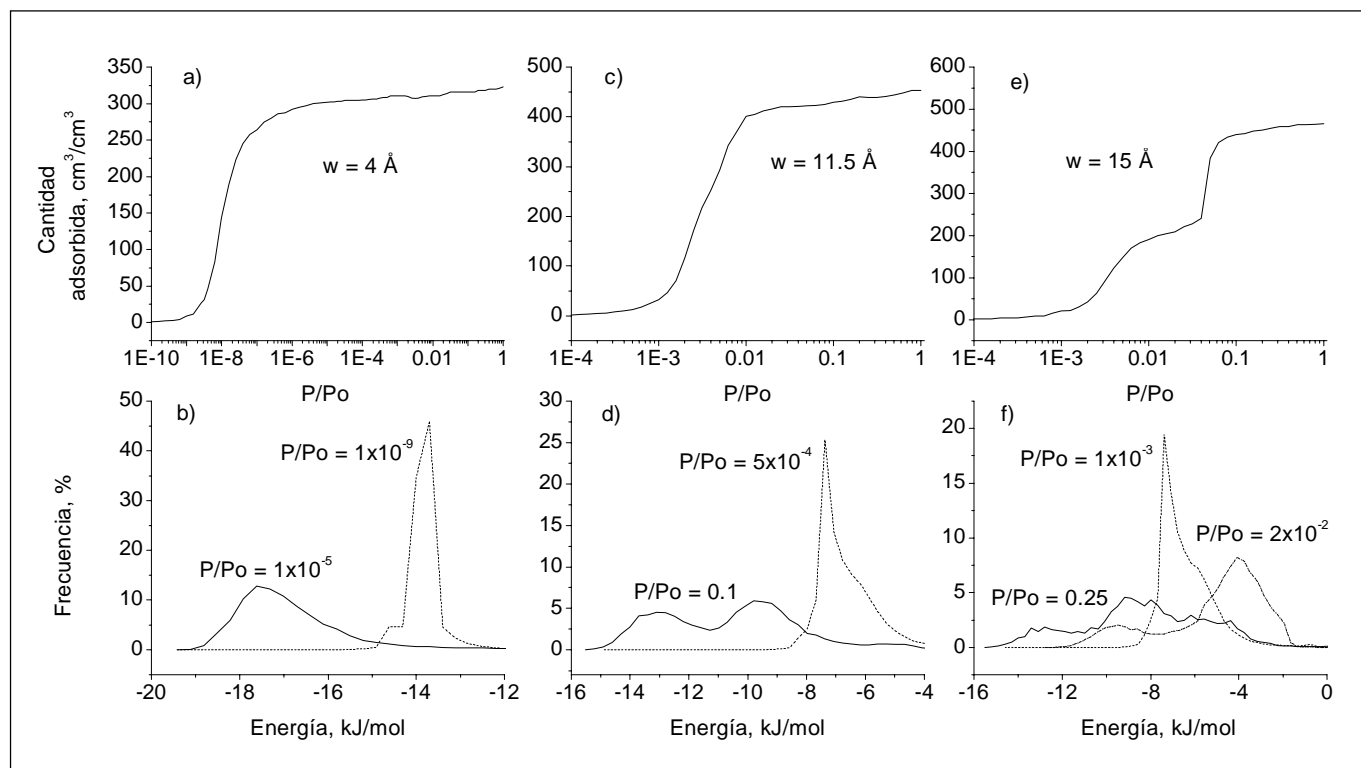 a)
350
300
250
200
150
100
50
0
Cantidad
adsorbida, cm³/cm³
w = 4 Å
1E-10 1E-8 1E-6 1E-4 0.01 1
P/Po
c)
500
400
300
200
100
0
w = 11.5 Å
1E-4 1E-3 0.01 0.1 1
P/Po
e)
600
500
400
300
200
100
0
w = 15 Å
1E-4 1E-3 0.01 0.1 1
P/Po
b)
50
40
30
20
10
0
Frecuencia, %
P/Po = 1x10⁻⁹
P/Po = 1x10⁻⁵
-20 -18 -16 -14 -12
Energía, kJ/mol
d)
30
25
20
15
10
5
0
P/Po = 5x10⁻⁴
P/Po = 0.1
-16 -14 -12 -10 -8 -6 -4
Energía, kJ/mol
f)
20
15
10
5
0
P/Po = 1x10⁻³
P/Po = 2x10⁻²
P/Po = 0.25
-16 -12 -8 -4 0
Energía, kJ/mol